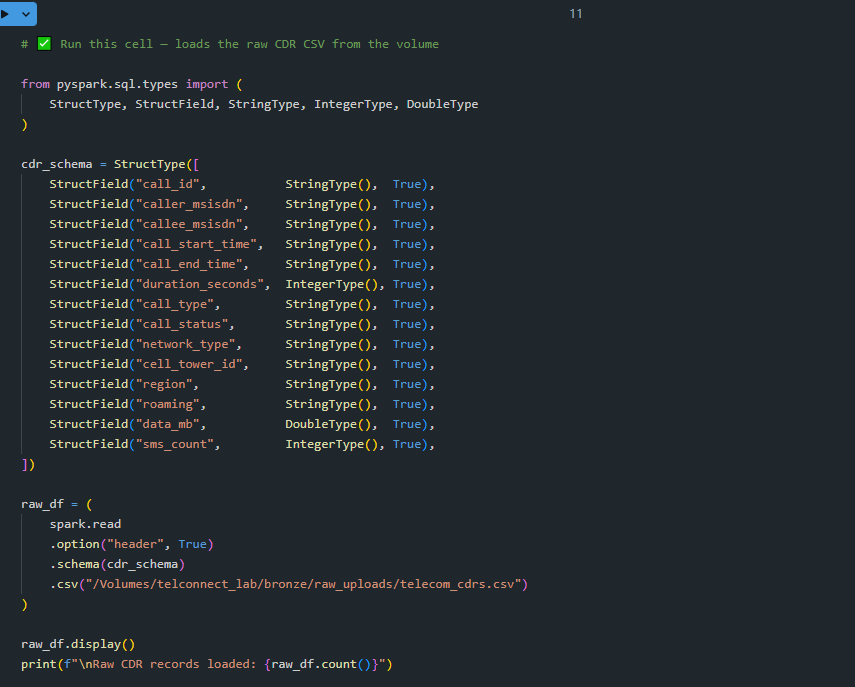 11
# ✅ Run this cell — loads the raw CDR CSV from the volume
from pyspark.sql.types import (
    StructType, StructField, StringType, IntegerType, DoubleType
)
cdr_schema = StructType([
    StructField("call_id",           StringType(),  True),
    StructField("caller_msisdn",     StringType(),  True),
    StructField("callee_msisdn",     StringType(),  True),
    StructField("call_start_time",   StringType(),  True),
    StructField("call_end_time",     StringType(),  True),
    StructField("duration_seconds",  IntegerType(), True),
    StructField("call_type",         StringType(),  True),
    StructField("call_status",       StringType(),  True),
    StructField("network_type",      StringType(),  True),
    StructField("cell_tower_id",     StringType(),  True),
    StructField("region",            StringType(),  True),
    StructField("roaming",           StringType(),  True),
    StructField("data_mb",           DoubleType(),  True),
    StructField("sms_count",         IntegerType(), True),
])
raw_df = (
    spark.read
    .option("header", True)
    .schema(cdr_schema)
    .csv("/Volumes/telconnect_lab/bronze/raw_uploads/telecom_cdrs.csv")
)
raw_df.display()
print(f"\nRaw CDR records loaded: {raw_df.count()}")